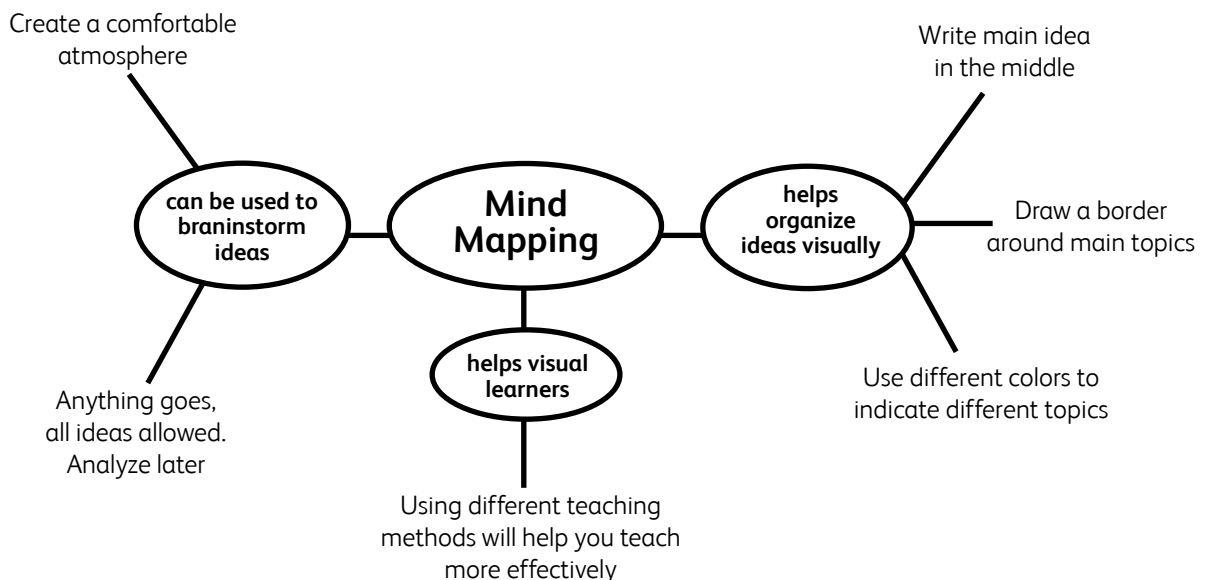 Create a comfortable
atmosphere
can be used to
braninstorm
ideas
Anything goes,
all ideas allowed.
Analyze later
Mind
Mapping
helps visual
learners
Using different teaching
methods will help you teach
more effectively
helps
organize
ideas visually
Write main idea
in the middle
Draw a border
around main topics
Use different colors to
indicate different topics